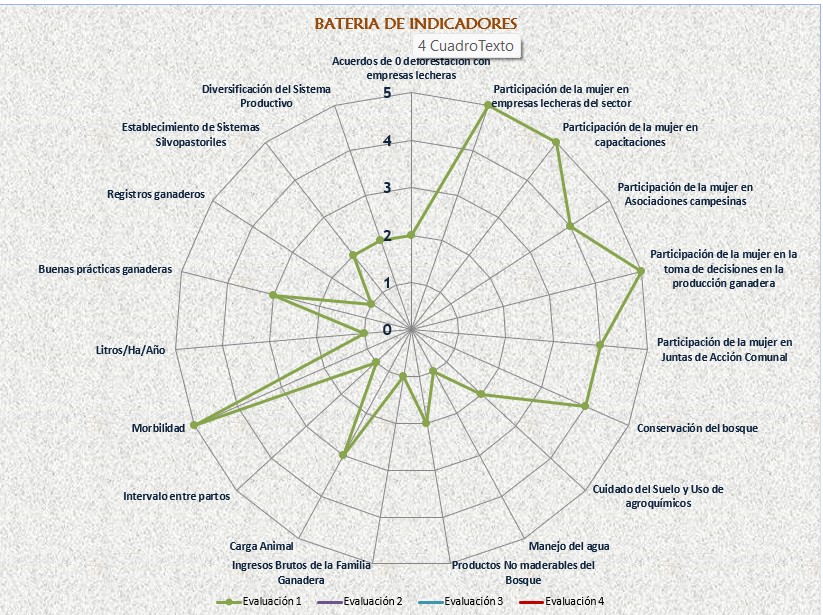 BATERIA DE INDICADORES
4 CuadroTexto
Acuerdos de 0 deforestación con
empresas lecheras
Diversificación del Sistema
Productivo
Participación de la mujer en
empresas lecheras del sector
Establecimiento de Sistemas
Silvopastoriles
Participación de la mujer en
capacitaciones
Registros ganaderos
Participación de la mujer en
Asociaciones campesinas
Buenas prácticas ganaderas
Participación de la mujer en la
toma de decisiones en la
producción ganadera
Litros/Ha/Año
Participación de la mujer en
Juntas de Acción Comunal
Morbilidad
Conservación del bosque
Intervalo entre partos
Cuidado del Suelo y Uso de
agroquímicos
Carga Animal
Manejo del agua
Ingresos Brutos de la Familia
Ganadera
Productos No maderables del
Bosque
5
4
3
2
1
0
Evaluación 1
Evaluación 2
Evaluación 3
Evaluación 4